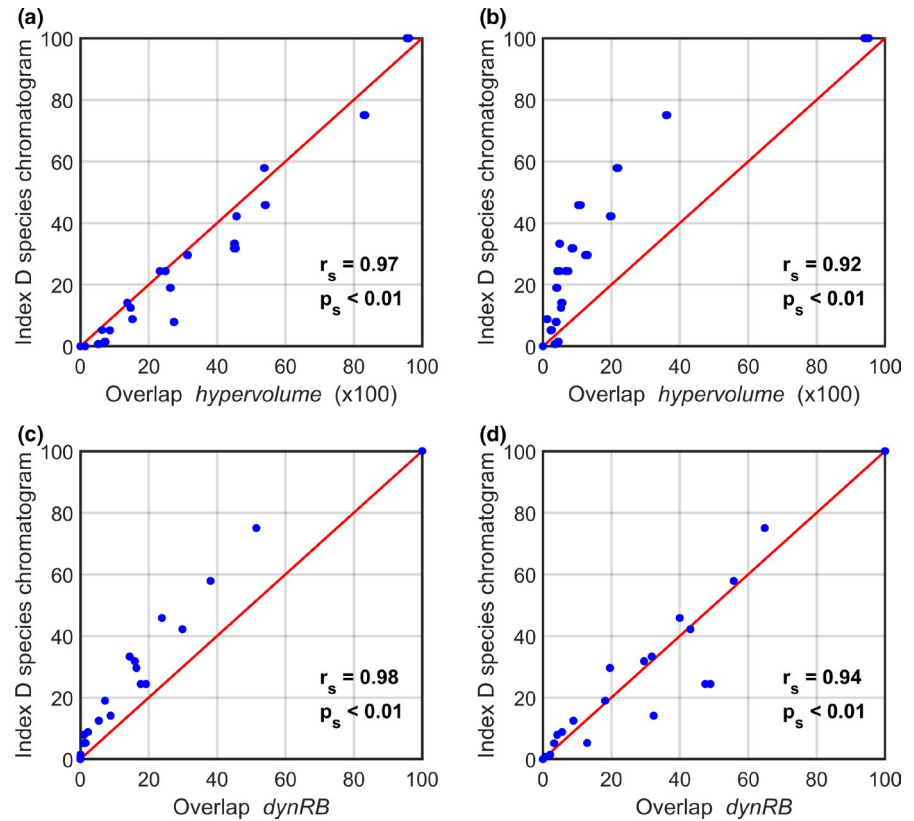 (a)
100
80
60
40
20
0
Index D species chromatogram
r_s = 0.97
p_s < 0.01
0 20 40 60 80 100
Overlap hypervolume (x100)
(b)
100
80
60
40
20
0
Index D species chromatogram
r_s = 0.92
p_s < 0.01
0 20 40 60 80 100
Overlap hypervolume (x100)
(c)
100
80
60
40
20
0
Index D species chromatogram
r_s = 0.98
p_s < 0.01
0 20 40 60 80 100
Overlap dynRB
(d)
100
80
60
40
20
0
Index D species chromatogram
r_s = 0.94
p_s < 0.01
0 20 40 60 80 100
Overlap dynRB